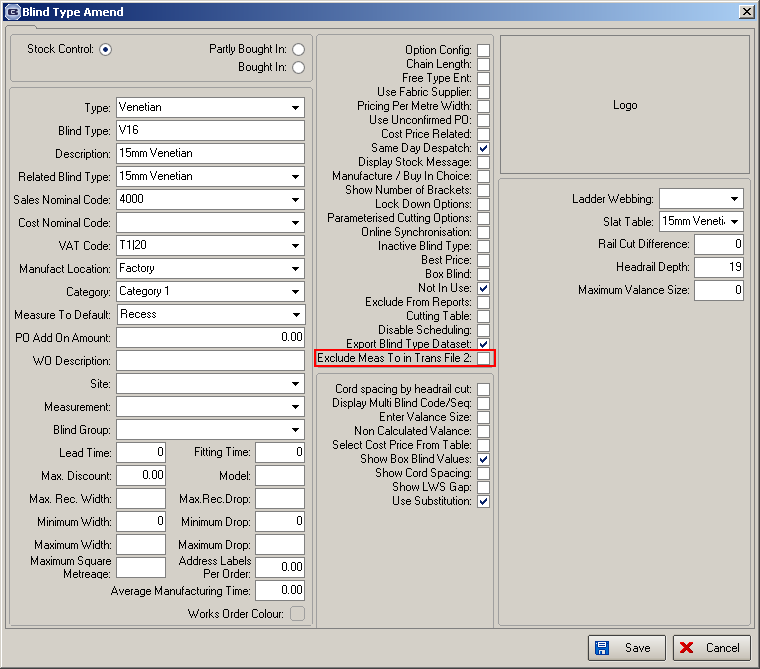 Blind Type Amend
Stock Control:
Partly Bought In:
Bought In:
Type: Venetian
Blind Type: V16
Description: 15mm Venetian
Related Blind Type: 15mm Venetian
Sales Nominal Code: 4000
Cost Nominal Code:
VAT Code: T1|20
Manufact Location: Factory
Category: Category 1
Measure To Default: Recess
PO Add On Amount: 0.00
WO Description:
Site:
Measurement:
Blind Group:
Lead Time: 0 Fitting Time: 0
Max. Discount: 0.00 Model:
Max. Rec. Width: Max.Rec.Drop:
Minimum Width: 0 Minimum Drop: 0
Maximum Width: Maximum Drop:
Maximum Square Metreage:
Address Labels Per Order: 0.00
Average Manufacturing Time: 0.00
Works Order Colour:
Option Config:
Chain Length:
Free Type Ent:
Use Fabric Supplier:
Pricing Per Metre Width:
Use Unconfirmed PO:
Cost Price Related:
Same Day Despatch:
Display Stock Message:
Manufacture / Buy In Choice:
Show Number of Brackets:
Lock Down Options:
Parameterised Cutting Options:
Online Synchronisation:
Inactive Blind Type:
Best Price:
Box Blind:
Not In Use:
Exclude From Reports:
Cutting Table:
Disable Scheduling:
Export Blind Type Dataset:
Exclude Meas To in Trans File 2:
Cord spacing by headrail cut:
Display Multi Blind Code/Seq:
Enter Valance Size:
Non Calculated Valance:
Select Cost Price From Table:
Show Box Blind Values:
Show Cord Spacing:
Show LWS Gap:
Use Substitution:
Logo
Ladder Webbing:
Slat Table: 15mm Veneti
Rail Cut Difference: 0
Headrail Depth: 19
Maximum Valance Size: 0
Save
Cancel